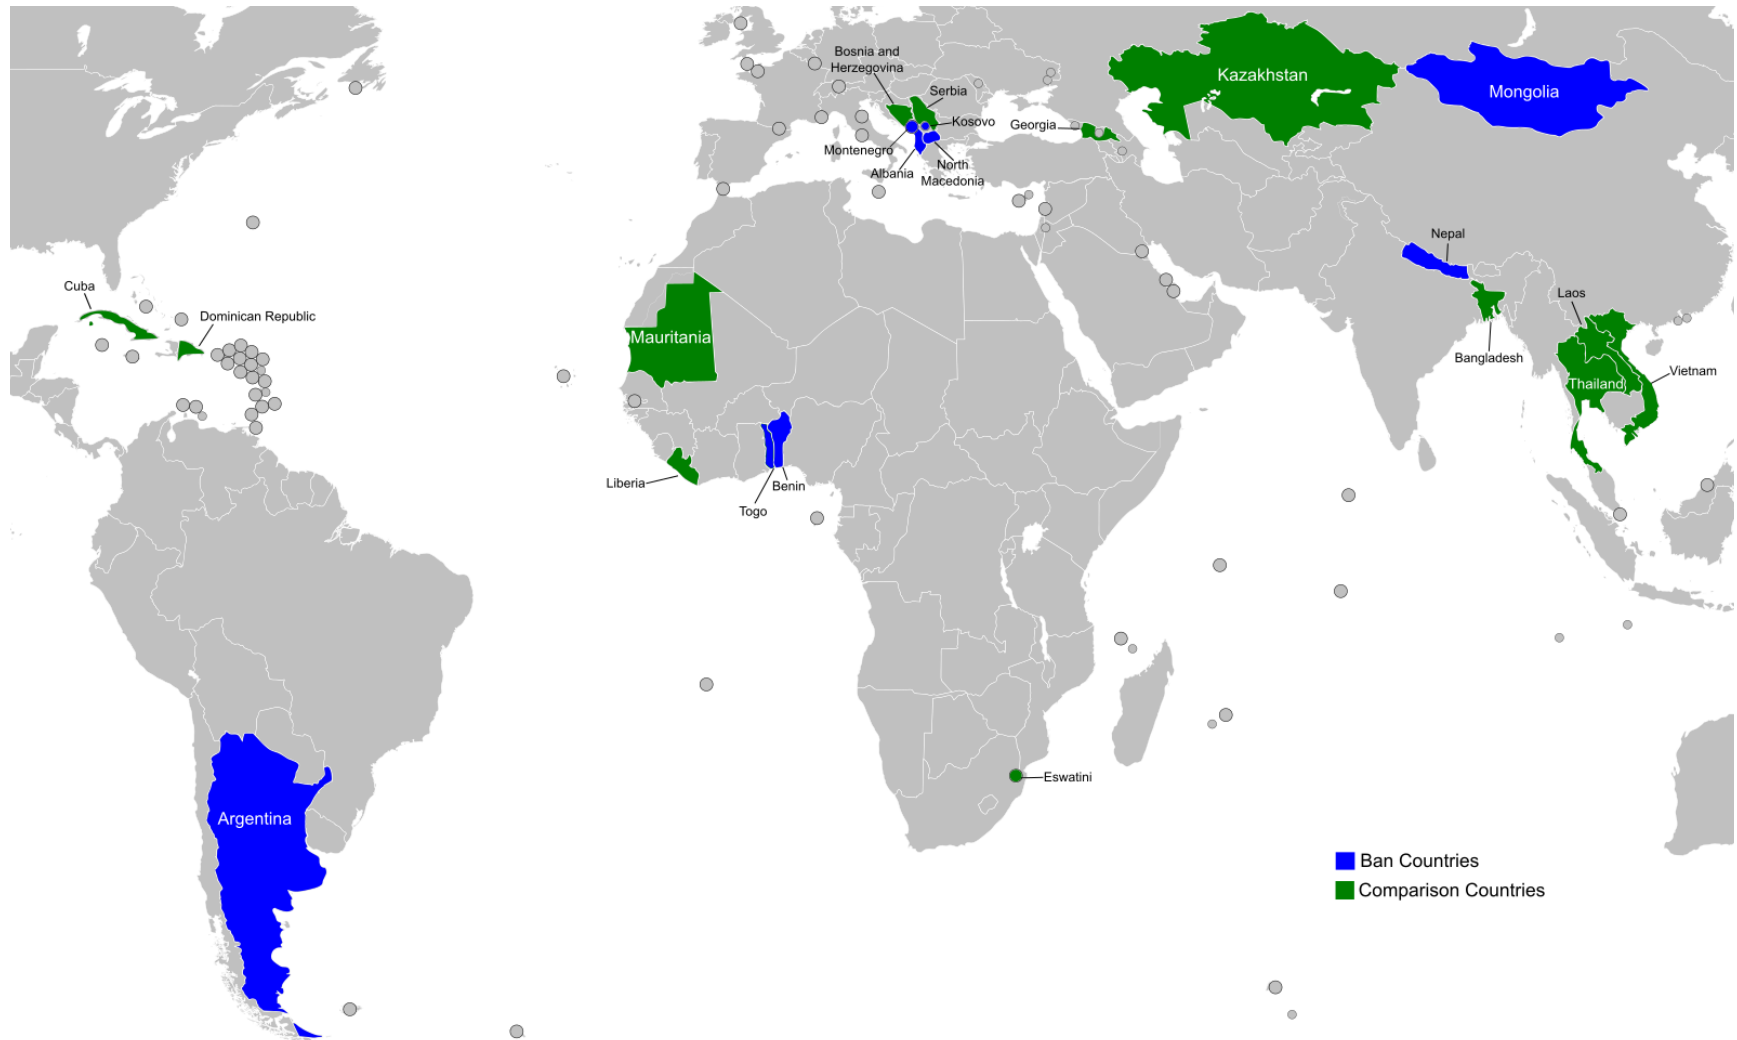 Bosnia and
Herzegovina
Kazakhstan
Mongolia
Serbia
Kosovo
Georgia
Montenegro
North
Macedonia
Albania
Nepal
Cuba
Laos
Dominican Republic
Mauritania
Bangladesh
Vietnam
Thailand
Liberia
Benin
Togo
Eswatini
Argentina
Ban Countries
Comparison Countries